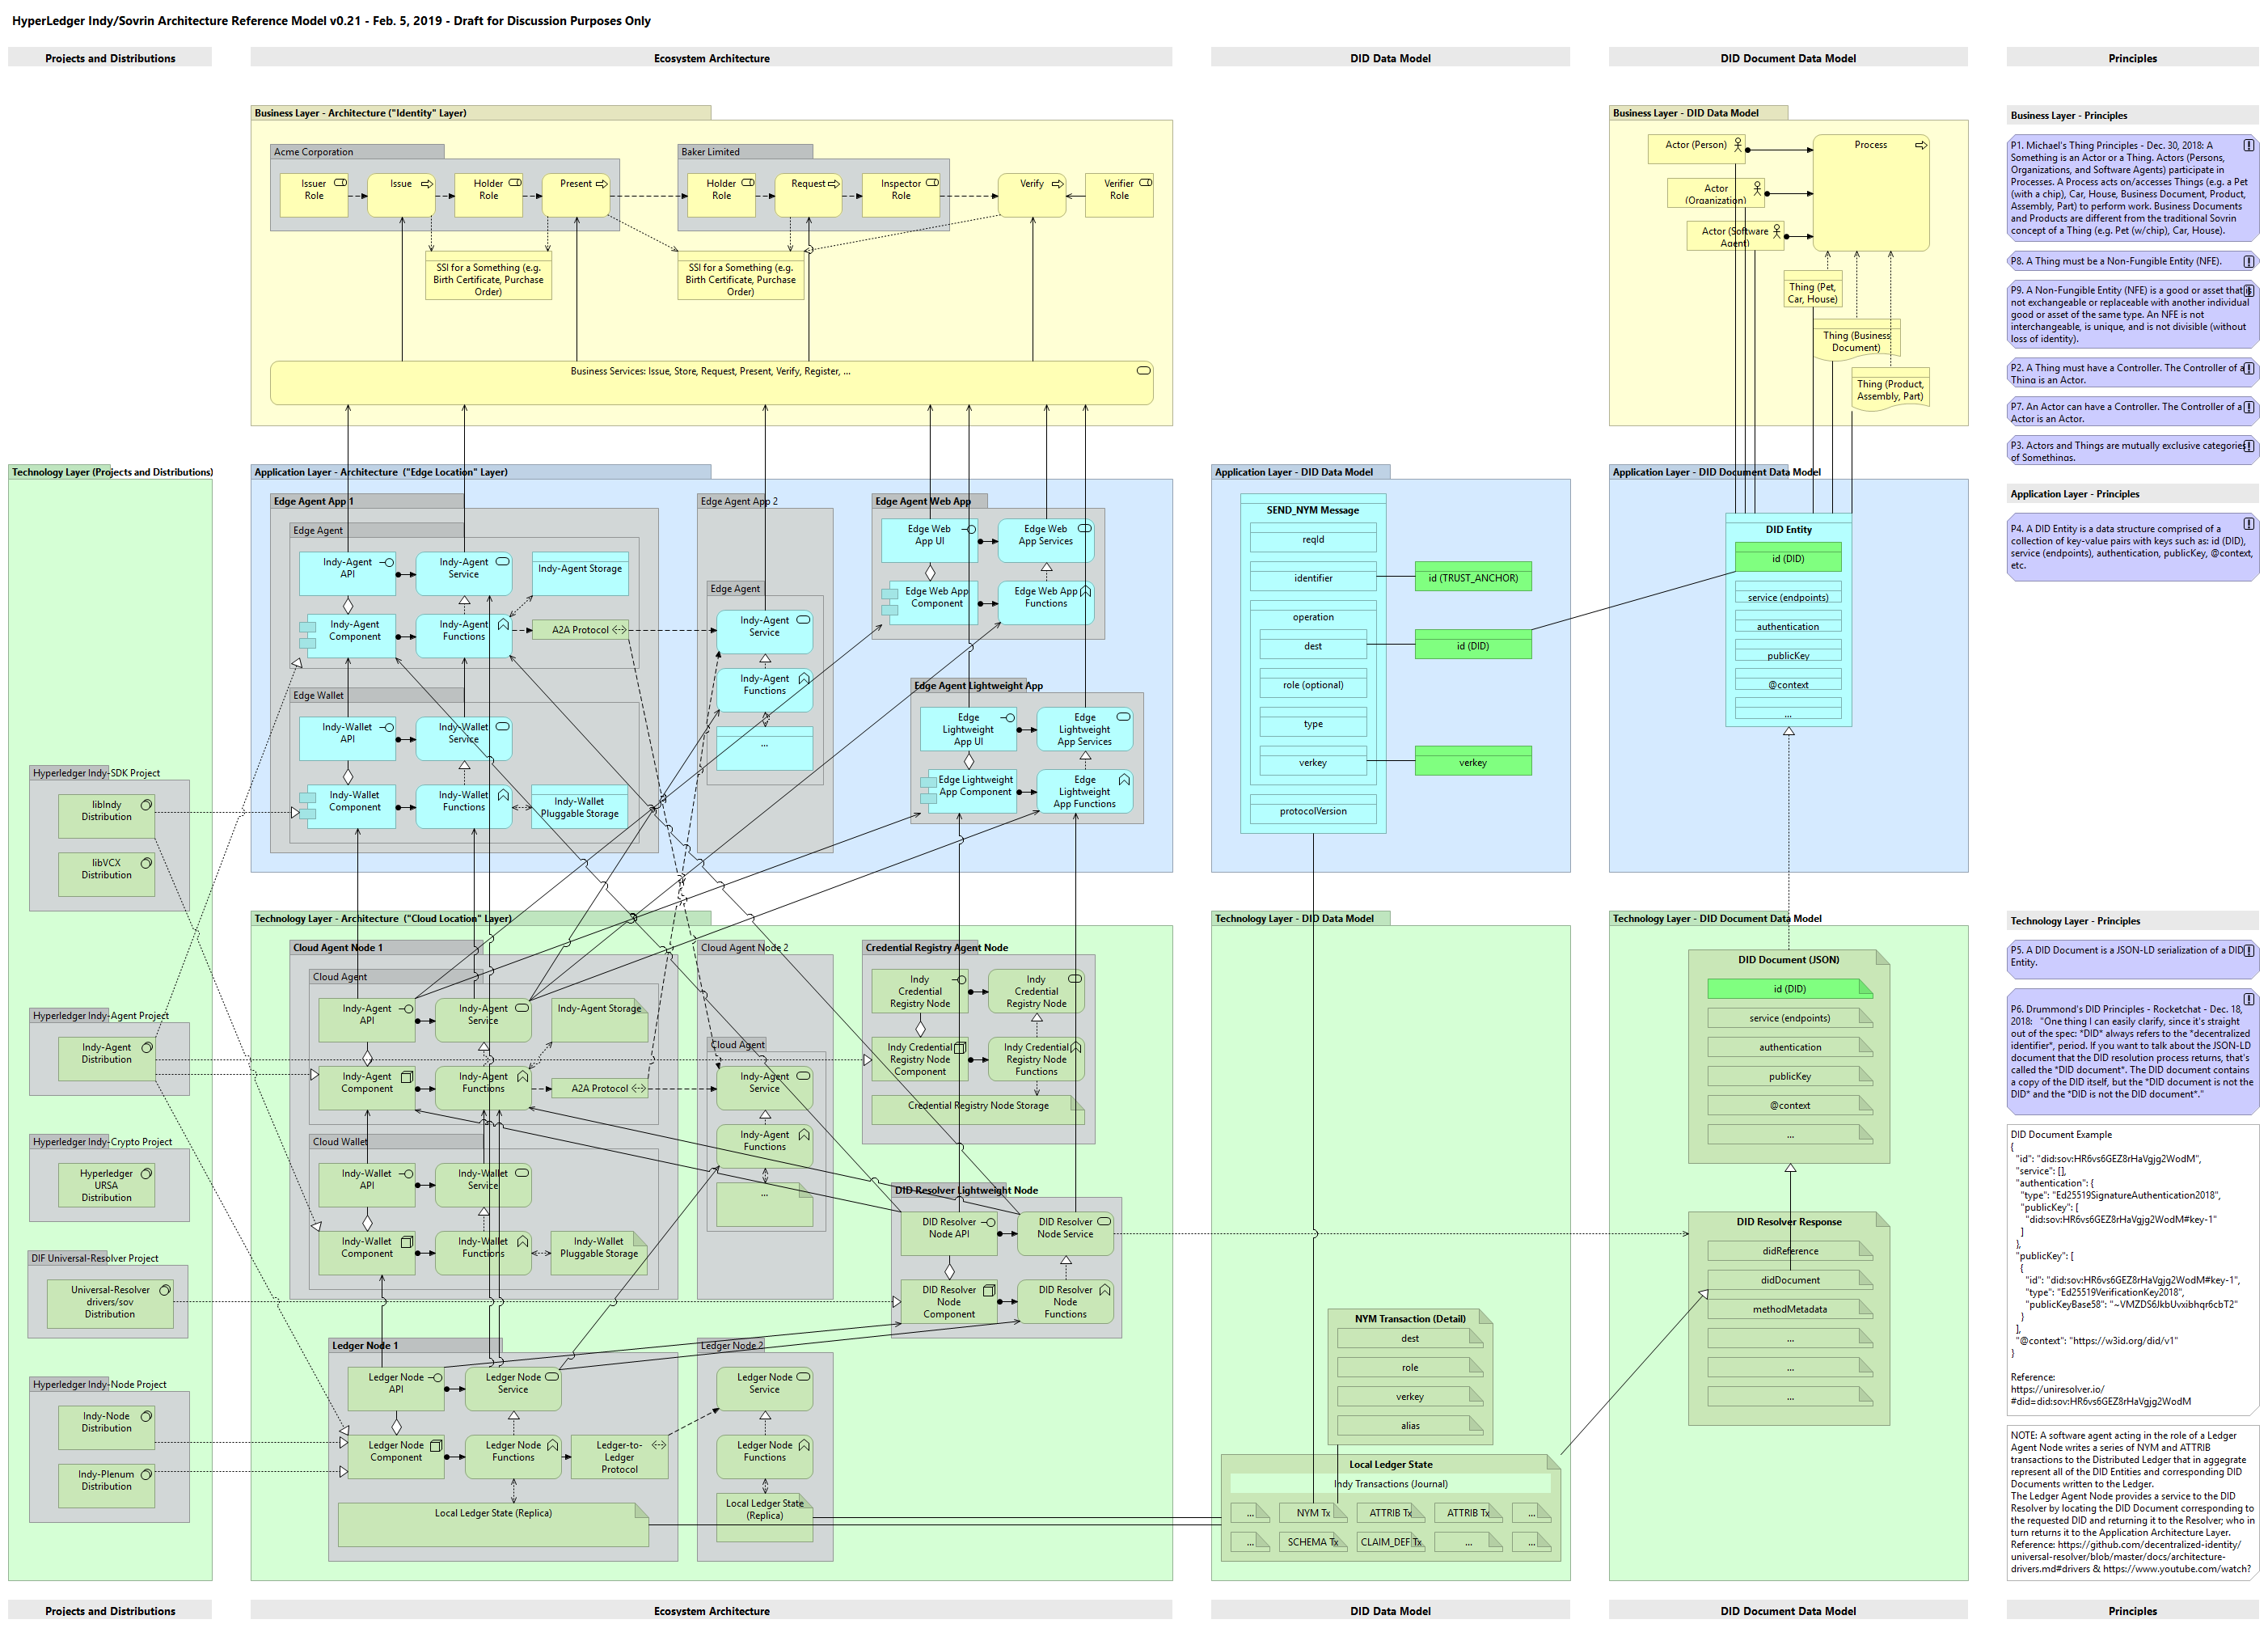 HyperLedger Indy/Sovrin Architecture Reference Model v0.21 - Feb. 5, 2019 - Draft for Discussion Purposes Only
Projects and Distributions
Ecosystem Architecture
DID Data Model
DID Document Data Model
Principles
Technology Layer (Projects and Distributions)
Hyperledger Indy-SDK Project
libIndy
Distribution
libVCX
Distribution
Hyperledger Indy-Agent Project
Indy-Agent
Distribution
Hyperledger Indy-Crypto Project
Hyperledger
URSA
Distribution
DIF Universal-Resolver Project
Universal-Resolver
drivers/sov
Distribution
Hyperledger Indy-Node Project
Indy-Node
Distribution
Indy-Plenum
Distribution
Business Layer - Architecture ("Identity" Layer)
Acme Corporation
Issuer
Role
Issue
Holder
Role
Present
Baker Limited
Holder
Role
Request
Inspector
Role
Verify
Verifier
Role
SSI for a Something (e.g.
Birth Certificate, Purchase
Order)
SSI for a Something (e.g.
Birth Certificate, Purchase
Order)
Business Services: Issue, Store, Request, Present, Verify, Register, ...
Application Layer - Architecture  ("Edge Location" Layer)
Edge Agent App 1
Edge Agent
Indy-Agent
API
Indy-Agent
Service
Indy-Agent Storage
Indy-Agent
Component
Indy-Agent
Functions
A2A Protocol
Edge Wallet
Indy-Wallet
API
Indy-Wallet
Service
Indy-Wallet
Component
Indy-Wallet
Functions
Indy-Wallet
Pluggable Storage
Edge Agent App 2
Edge Agent
Indy-Agent
Service
Indy-Agent
Functions
...
Edge Agent Web App
Edge Web
App UI
Edge Web
App Services
Edge Web App
Component
Edge Web App
Functions
Edge Agent Lightweight App
Edge
Lightweight
App UI
Edge
Lightweight
App Services
Edge Lightweight
App Component
Edge
Lightweight
App Functions
Technology Layer - Architecture  ("Cloud Location" Layer)
Cloud Agent Node 1
Cloud Agent
Indy-Agent
API
Indy-Agent
Service
Indy-Agent Storage
Indy-Agent
Component
Indy-Agent
Functions
A2A Protocol
Cloud Wallet
Indy-Wallet
API
Indy-Wallet
Service
Indy-Wallet
Component
Indy-Wallet
Functions
Indy-Wallet
Pluggable Storage
Cloud Agent Node 2
Cloud Agent
Indy-Agent
Service
Indy-Agent
Functions
...
Credential Registry Agent Node
Indy
Credential
Registry Node
Indy
Credential
Registry Node
Indy Credential
Registry Node
Component
Indy Credential
Registry Node
Functions
Credential Registry Node Storage
DID Resolver Lightweight Node
DID Resolver
Node API
DID Resolver
Node Service
DID Resolver
Node
Component
DID Resolver
Node
Functions
Ledger Node 1
Ledger Node
API
Ledger Node
Service
Ledger Node
Component
Ledger Node
Functions
Ledger-to-
Ledger
Protocol
Local Ledger State (Replica)
Ledger Node 2
Ledger Node
Service
Ledger Node
Functions
Local Ledger State
(Replica)
Application Layer - DID Data Model
SEND_NYM Message
reqId
identifier
operation
dest
role (optional)
type
verkey
protocolVersion
id (TRUST_ANCHOR)
id (DID)
verkey
Technology Layer - DID Data Model
NYM Transaction (Detail)
dest
role
verkey
alias
Local Ledger State
Indy Transactions (Journal)
...
NYM Tx
ATTRIB Tx
ATTRIB Tx
...
...
SCHEMA Tx
CLAIM_DEF Tx
...
...
Business Layer - DID Data Model
Actor (Person)
Actor
(Organization)
Actor (Software
Agent)
Process
Thing (Pet,
Car, House)
Thing (Business
Document)
Thing (Product,
Assembly, Part)
Application Layer - DID Document Data Model
DID Entity
id (DID)
service (endpoints)
authentication
publicKey
@context
...
Technology Layer - DID Document Data Model
DID Document (JSON)
id (DID)
service (endpoints)
authentication
publicKey
@context
...
DID Resolver Response
didReference
didDocument
methodMetadata
...
...
...
Business Layer - Principles
P1. Michael's Thing Principles - Dec. 30, 2018: A
Something is an Actor or a Thing. Actors (Persons,
Organizations, and Software Agents) participate in
Processes. A Process acts on/accesses Things (e.g. a Pet
(with a chip), Car, House, Business Document, Product,
Assembly, Part) to perform work. Business Documents
and Products are different from the traditional Sovrin
concept of a Thing (e.g. Pet (w/chip), Car, House).
P8. A Thing must be a Non-Fungible Entity (NFE).
P9. A Non-Fungible Entity (NFE) is a good or asset that is
not exchangeable or replaceable with another individual
good or asset of the same type. An NFE is not
interchangeable, is unique, and is not divisible (without
loss of identity).
P2. A Thing must have a Controller. The Controller of a
Thing is an Actor.
P7. An Actor can have a Controller. The Controller of a
Actor is an Actor.
P3. Actors and Things are mutually exclusive categories
of Somethings.
Application Layer - Principles
P4. A DID Entity is a data structure comprised of a
collection of key-value pairs with keys such as: id (DID),
service (endpoints), authentication, publicKey, @context,
etc.
Technology Layer - Principles
P5. A DID Document is a JSON-LD serialization of a DID
Entity.
P6. Drummond's DID Principles - Rocketchat - Dec. 18,
2018:  "One thing I can easily clarify, since it's straight
out of the spec: *DID* always refers to the *decentralized
identifier*, period. If you want to talk about the JSON-LD
document that the DID resolution process returns, that's
called the *DID document*. The DID document contains
a copy of the DID itself, but the *DID document is not the
DID* and the *DID is not the DID document*."
DID Document Example
{
"id": "did:sov:HR6vs6GEZ8rHaVgjg2WodM",
"service": [],
"authentication": {
"type": "Ed25519SignatureAuthentication2018",
"publicKey": [
"did:sov:HR6vs6GEZ8rHaVgjg2WodM#key-1"
]
},
"publicKey": [
{
"id": "did:sov:HR6vs6GEZ8rHaVgjg2WodM#key-1",
"type": "Ed25519VerificationKey2018",
"publicKeyBase58": "~VMZDS6JkbUvxibhqr6cbT2"
}
],
"@context": "https://w3id.org/did/v1"
}
Reference:
https://uniresolver.io/
#did=did:sov:HR6vs6GEZ8rHaVgjg2WodM
NOTE: A software agent acting in the role of a Ledger
Agent Node writes a series of NYM and ATTRIB
transactions to the Distributed Ledger that in aggegrate
represent all of the DID Entities and corresponding DID
Documents written to the Ledger.
The Ledger Agent Node provides a service to the DID
Resolver by locating the DID Document corresponding to
the requested DID and returning it to the Resolver; who in
turn returns it to the Application Architecture Layer.
Reference: https://github.com/decentralized-identity/
universal-resolver/blob/master/docs/architecture-
drivers.md#drivers & https://www.youtube.com/watch?
Projects and Distributions
Ecosystem Architecture
DID Data Model
DID Document Data Model
Principles